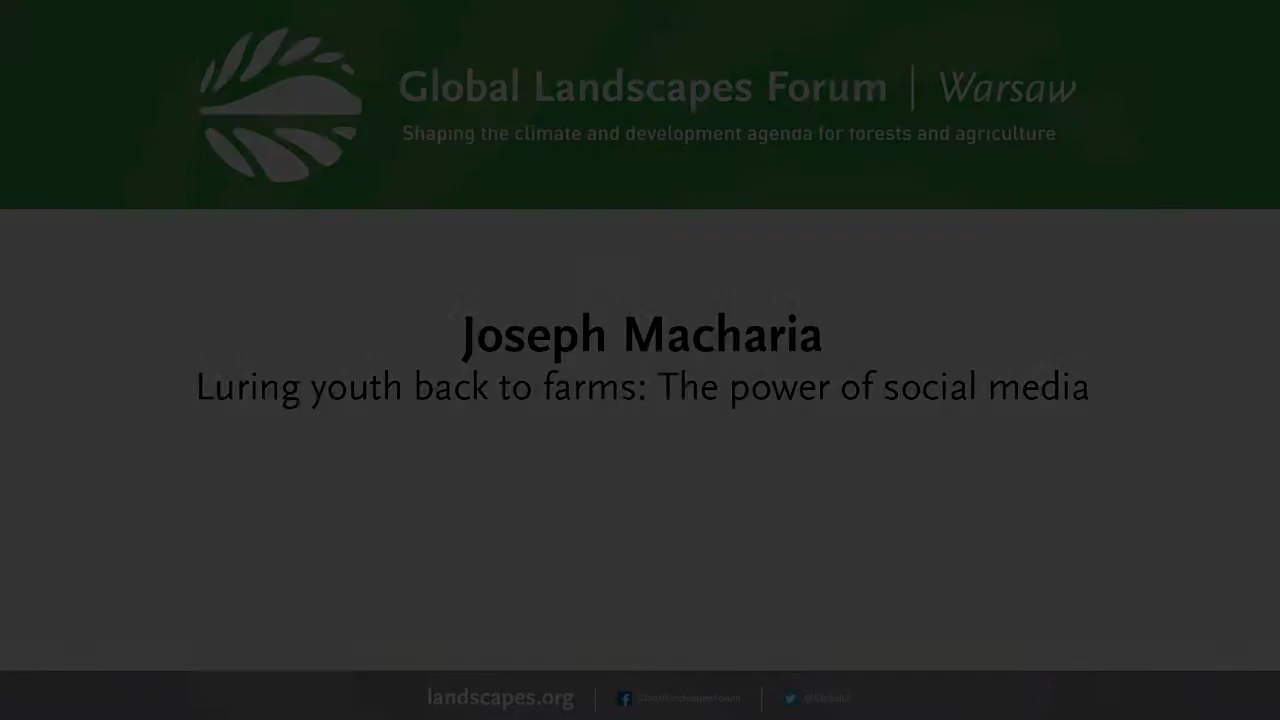 Global Landscapes Forum | Warsaw
Shaping the climate and development agenda for forests and agriculture
Joseph Macharia
Luring youth back to farms: The power of social media
landscapes.org | GlobalLandscapesForum |